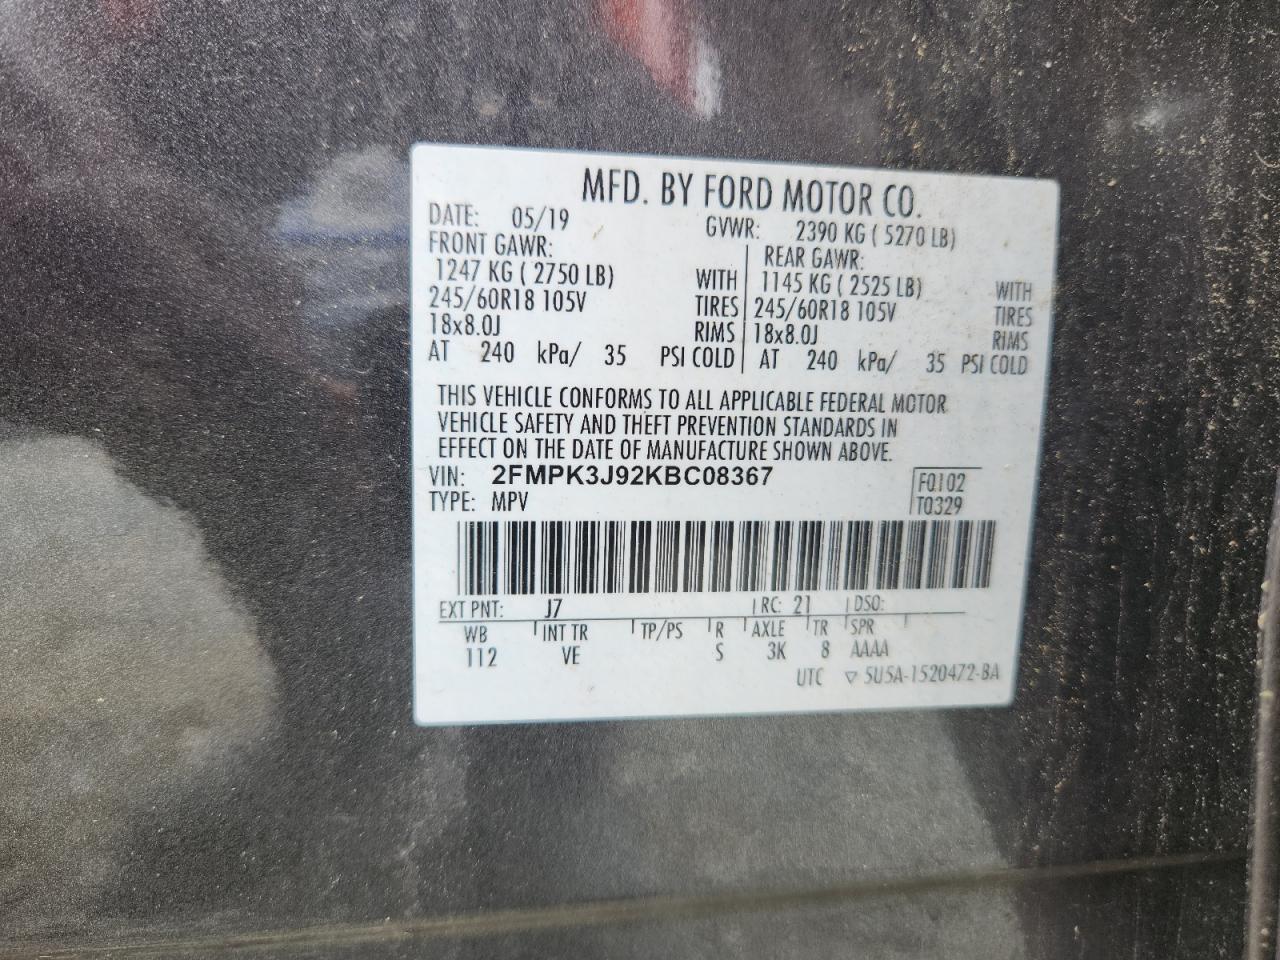 MFD. BY FORD MOTOR CO.
DATE: 05/19 GVWR: 2390 KG ( 5270 LB)
FRONT GAWR: REAR GAWR:
1247 KG ( 2750 LB) WITH 1145 KG ( 2525 LB) WITH
245/60R18 105V TIRES 245/60R18 105V TIRES
18x8.0J RIMS 18x8.0J RIMS
AT 240 kPa/ 35 PSI COLD AT 240 kPa/ 35 PSI COLD
THIS VEHICLE CONFORMS TO ALL APPLICABLE FEDERAL MOTOR
VEHICLE SAFETY AND THEFT PREVENTION STANDARDS IN
EFFECT ON THE DATE OF MANUFACTURE SHOWN ABOVE.
VIN: 2FMPK3J92KBC08367 F0102
TYPE: MPV T0329
EXT PNT: J7 RC: 21 DSO:
WB INT TR TP/PS R AXLE TR SPR
112 VE S 3K 8 AAAA
UTC ▽ 5U5A-1520472-BA